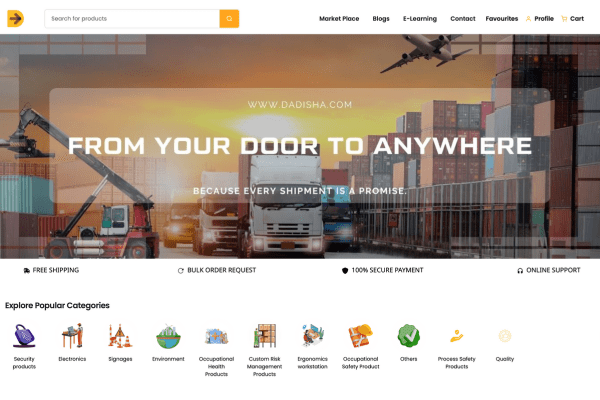 Search for products
Market Place
Blogs
E-Learning
Contact
Favourites
Profile
Cart
WWW.DADISHA.COM
FROM YOUR DOOR TO ANYWHERE
BECAUSE EVERY SHIPMENT IS A PROMISE.
FREE SHIPPING
BULK ORDER REQUEST
100% SECURE PAYMENT
ONLINE SUPPORT
Explore Popular Categories
Security
products
Electronics
Signages
Environment
Occupational
Health
Products
Custom Risk
Management
Products
Ergonomics
workstation
Occupational
Safety Product
Others
Process Safety
Products
Quality